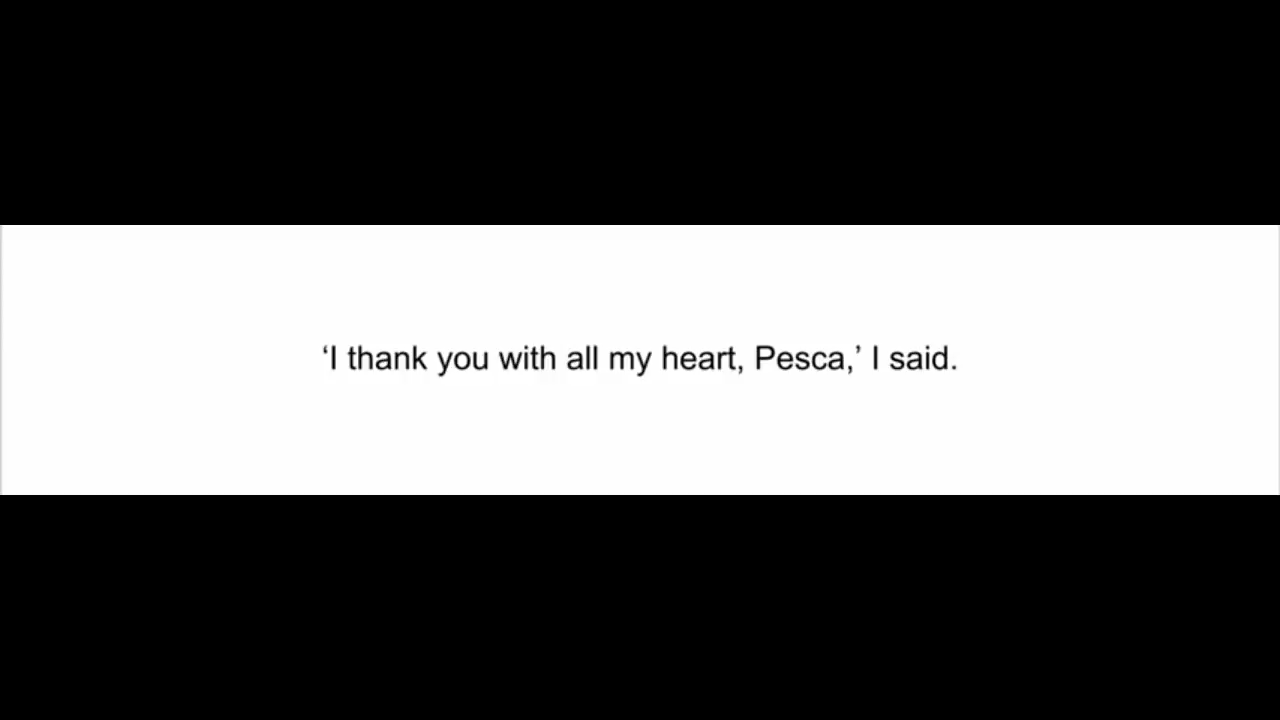 ‘I thank you with all my heart, Pesca,’ I said.